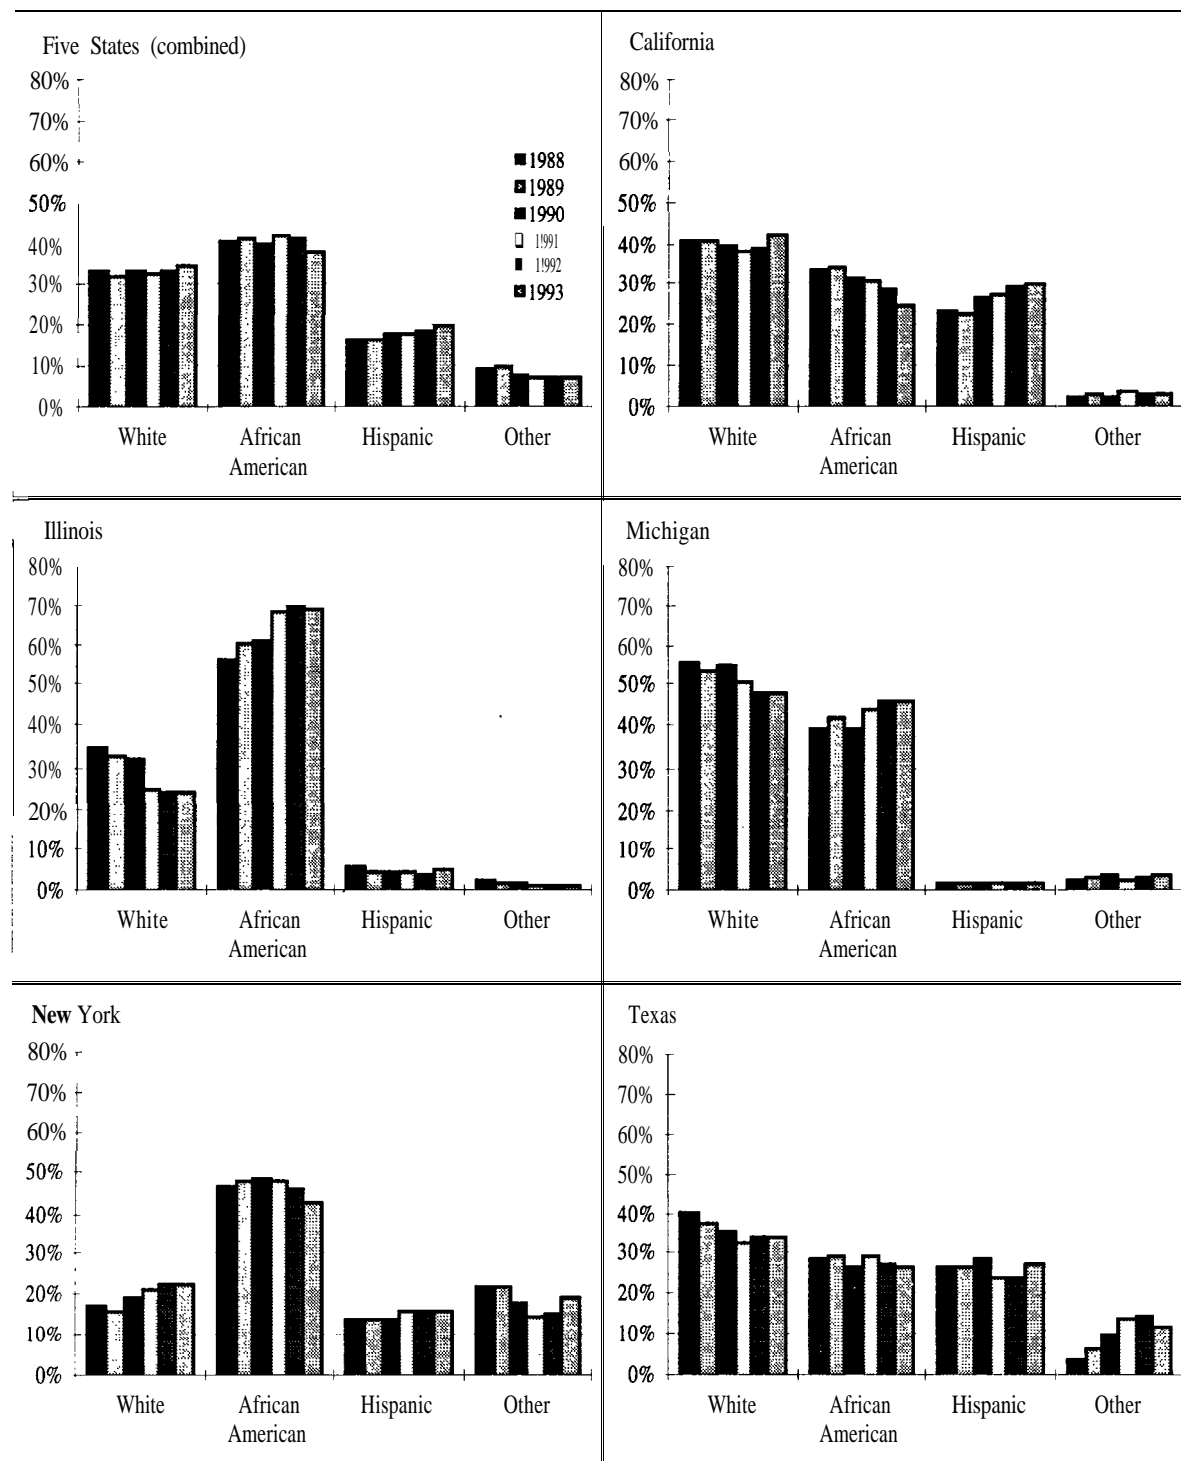 Five States (combined)
80%
70%
60%
50%
40%
30%
20%
10%
0%
1988
1989
1990
1!991
1!992
1993
White
African
American
Hispanic
Other
California
80%
70%
60%
50%
40%
30%
20%
10%
0%
White
African
American
Hispanic
Other
Illinois
80%
70%
60%
50%
40%
30%
20%
10%
0%
White
African
American
Hispanic
Other
Michigan
80%
70%
60%
50%
40%
30%
20%
10%
0%
White
African
American
Hispanic
Other
New York
80%
70%
60%
50%
40%
30%
20%
10%
0%
White
African
American
Hispanic
Other
Texas
80%
70%
60%
50%
40%
30%
20%
10%
0%
White
African
American
Hispanic
Other